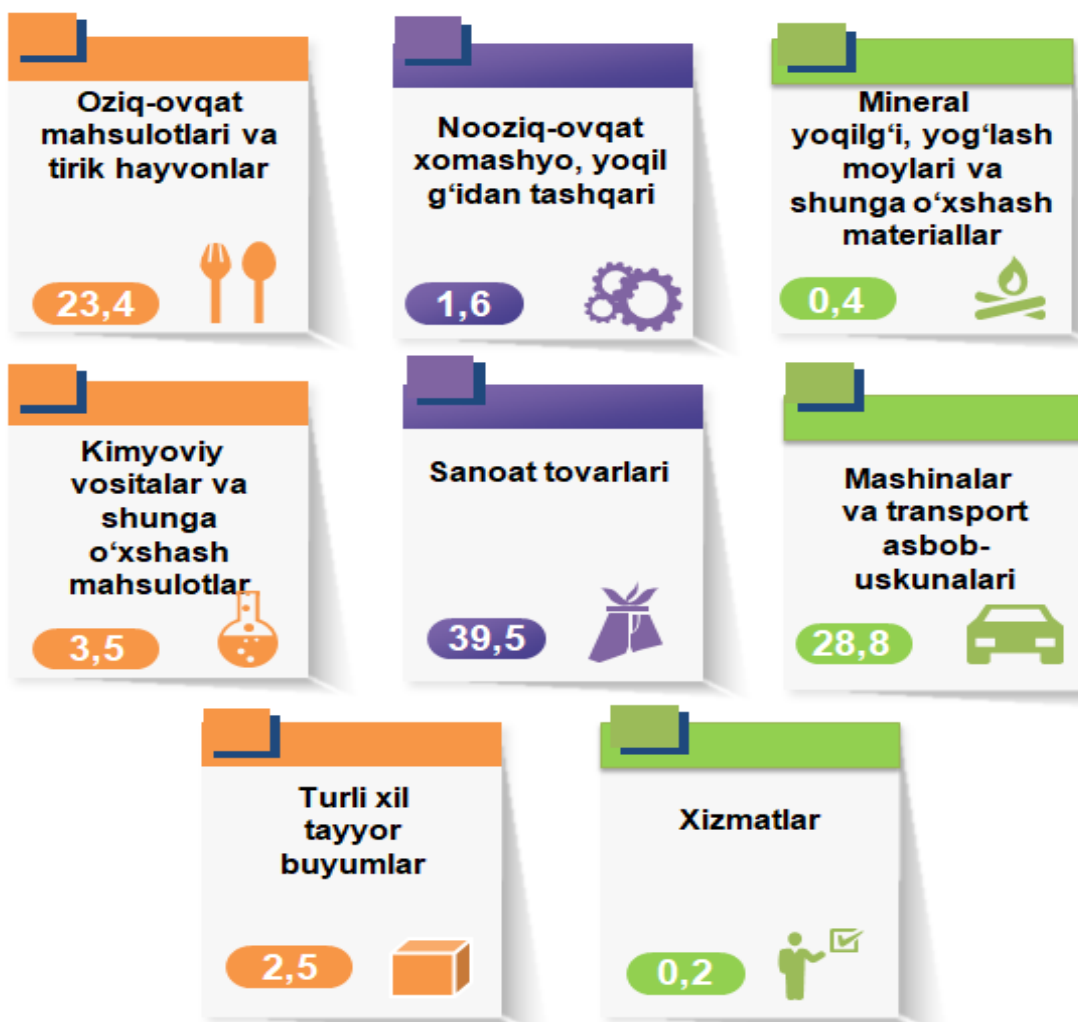 Oziq-ovqat
mahsulotlari va
tirik hayvonlar
23,4
Nooziq-ovqat
xomashyo, yoqil
g‘idan tashqari
1,6
Mineral
yoqilg‘i, yog‘lash
moylari va
shunga o‘xshash
materiallar
0,4
Kimyoviy
vositalar va
shunga
o‘xshash
mahsulotlar
3,5
Sanoat tovarlari
39,5
Mashinalar
va transport
asbob-
uskunalari
28,8
Turli xil
tayyor
buyumlar
2,5
Xizmatlar
0,2